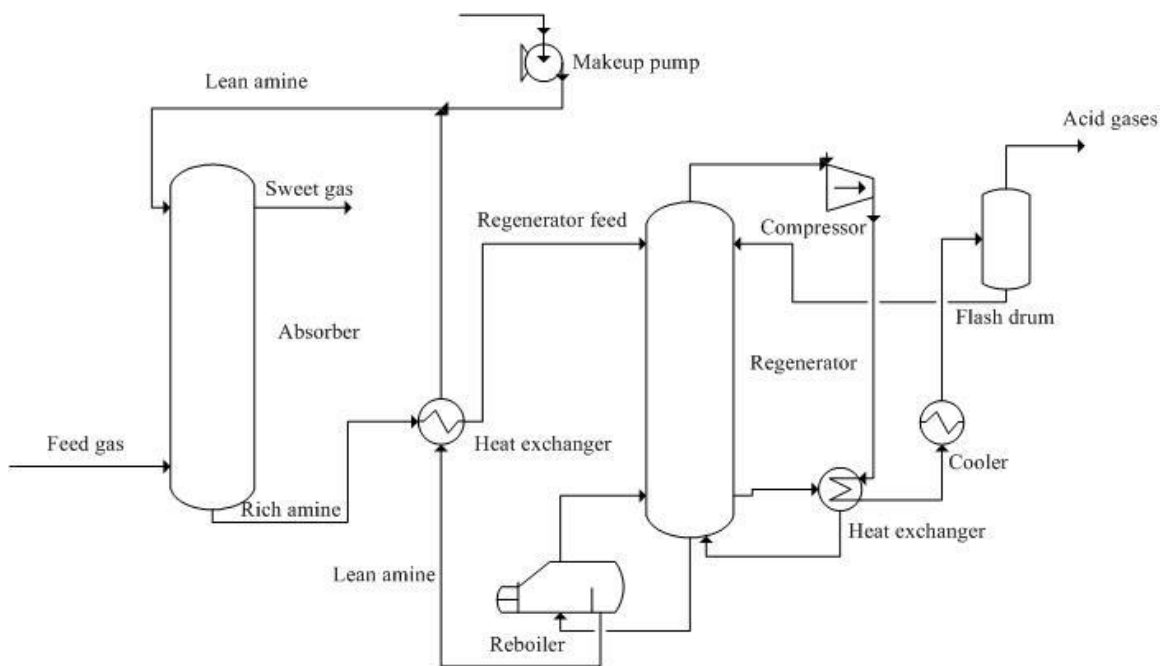 Makeup pump
Lean amine
Acid gases
Sweet gas
Regenerator feed
Compressor
Absorber
Flash drum
Regenerator
Feed gas
Heat exchanger
Cooler
Rich amine
Heat exchanger
Lean amine
Reboiler